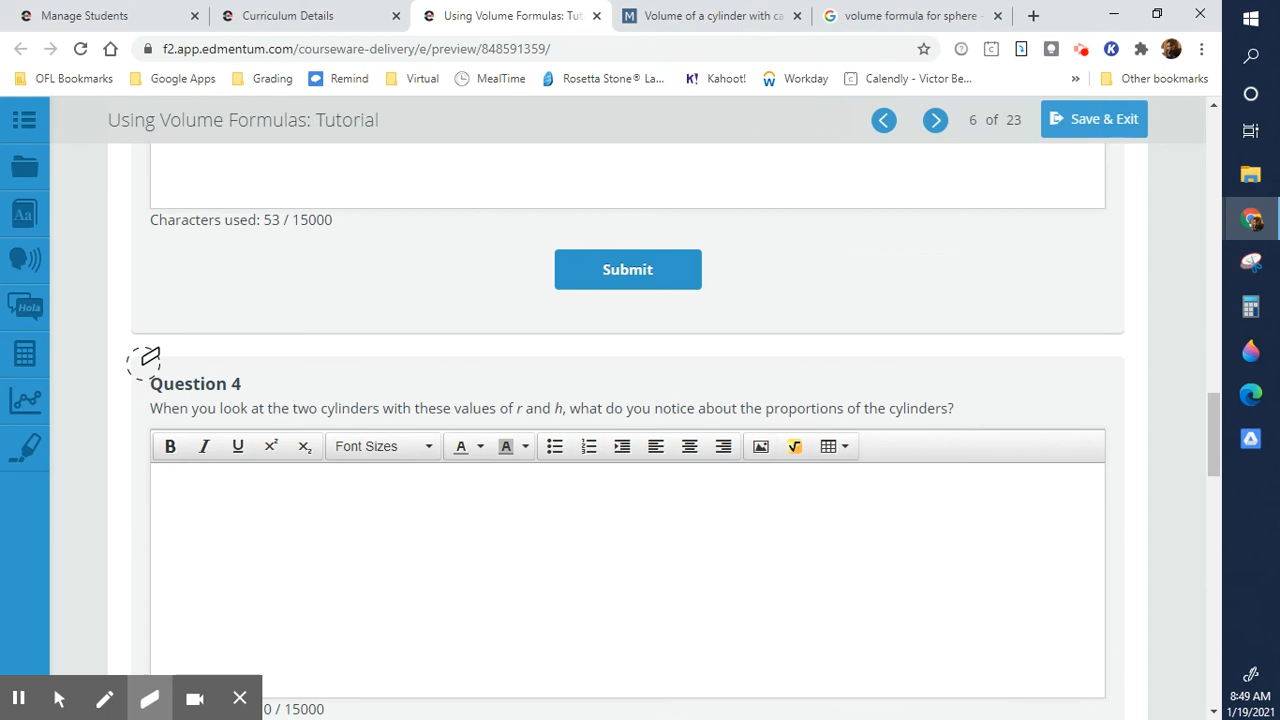 Manage Students
Curriculum Details
Using Volume Formulas: Tut
Volume of a cylinder with ca
volume formula for sphere -
f2.app.edmentum.com/courseware-delivery/e/preview/848591359/
OFL Bookmarks
Google Apps
Grading
Remind
Virtual
MealTime
Rosetta Stone® La...
Kahoot!
Workday
Calendly - Victor Be...
»
Other bookmarks
Using Volume Formulas: Tutorial
6 of 23
Save & Exit
Characters used: 53 / 15000
Submit
Question 4
When you look at the two cylinders with these values of r and h, what do you notice about the proportions of the cylinders?
B I U X² X₂ Font Sizes A A
0 / 15000
Aa
Hola
8:49 AM
1/19/2021